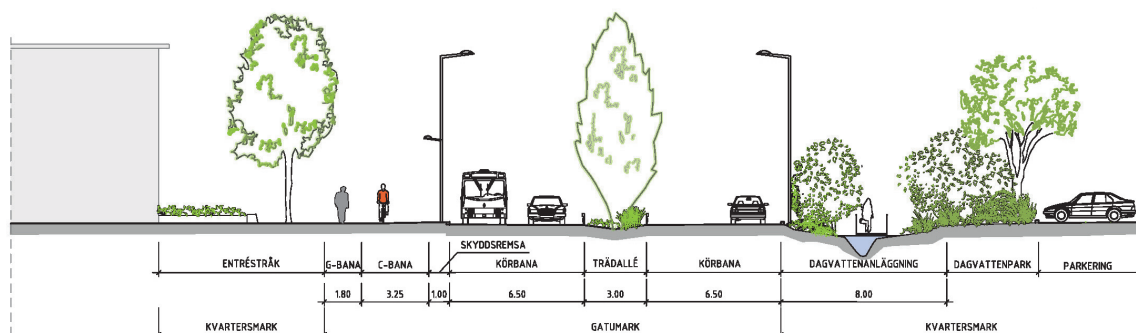 SKYDDSREMSA
ENTRÉSTRÅK G-BANA C-BANA KÖRBANA TRÄDALLÉ KÖRBANA DAGVATTENANLÄGGNING DAGVATTENPARK PARKERING
1.80 3.25 1.00 6.50 3.00 6.50 8.00
KVARTERSMARK GATUMARK KVARTERSMARK